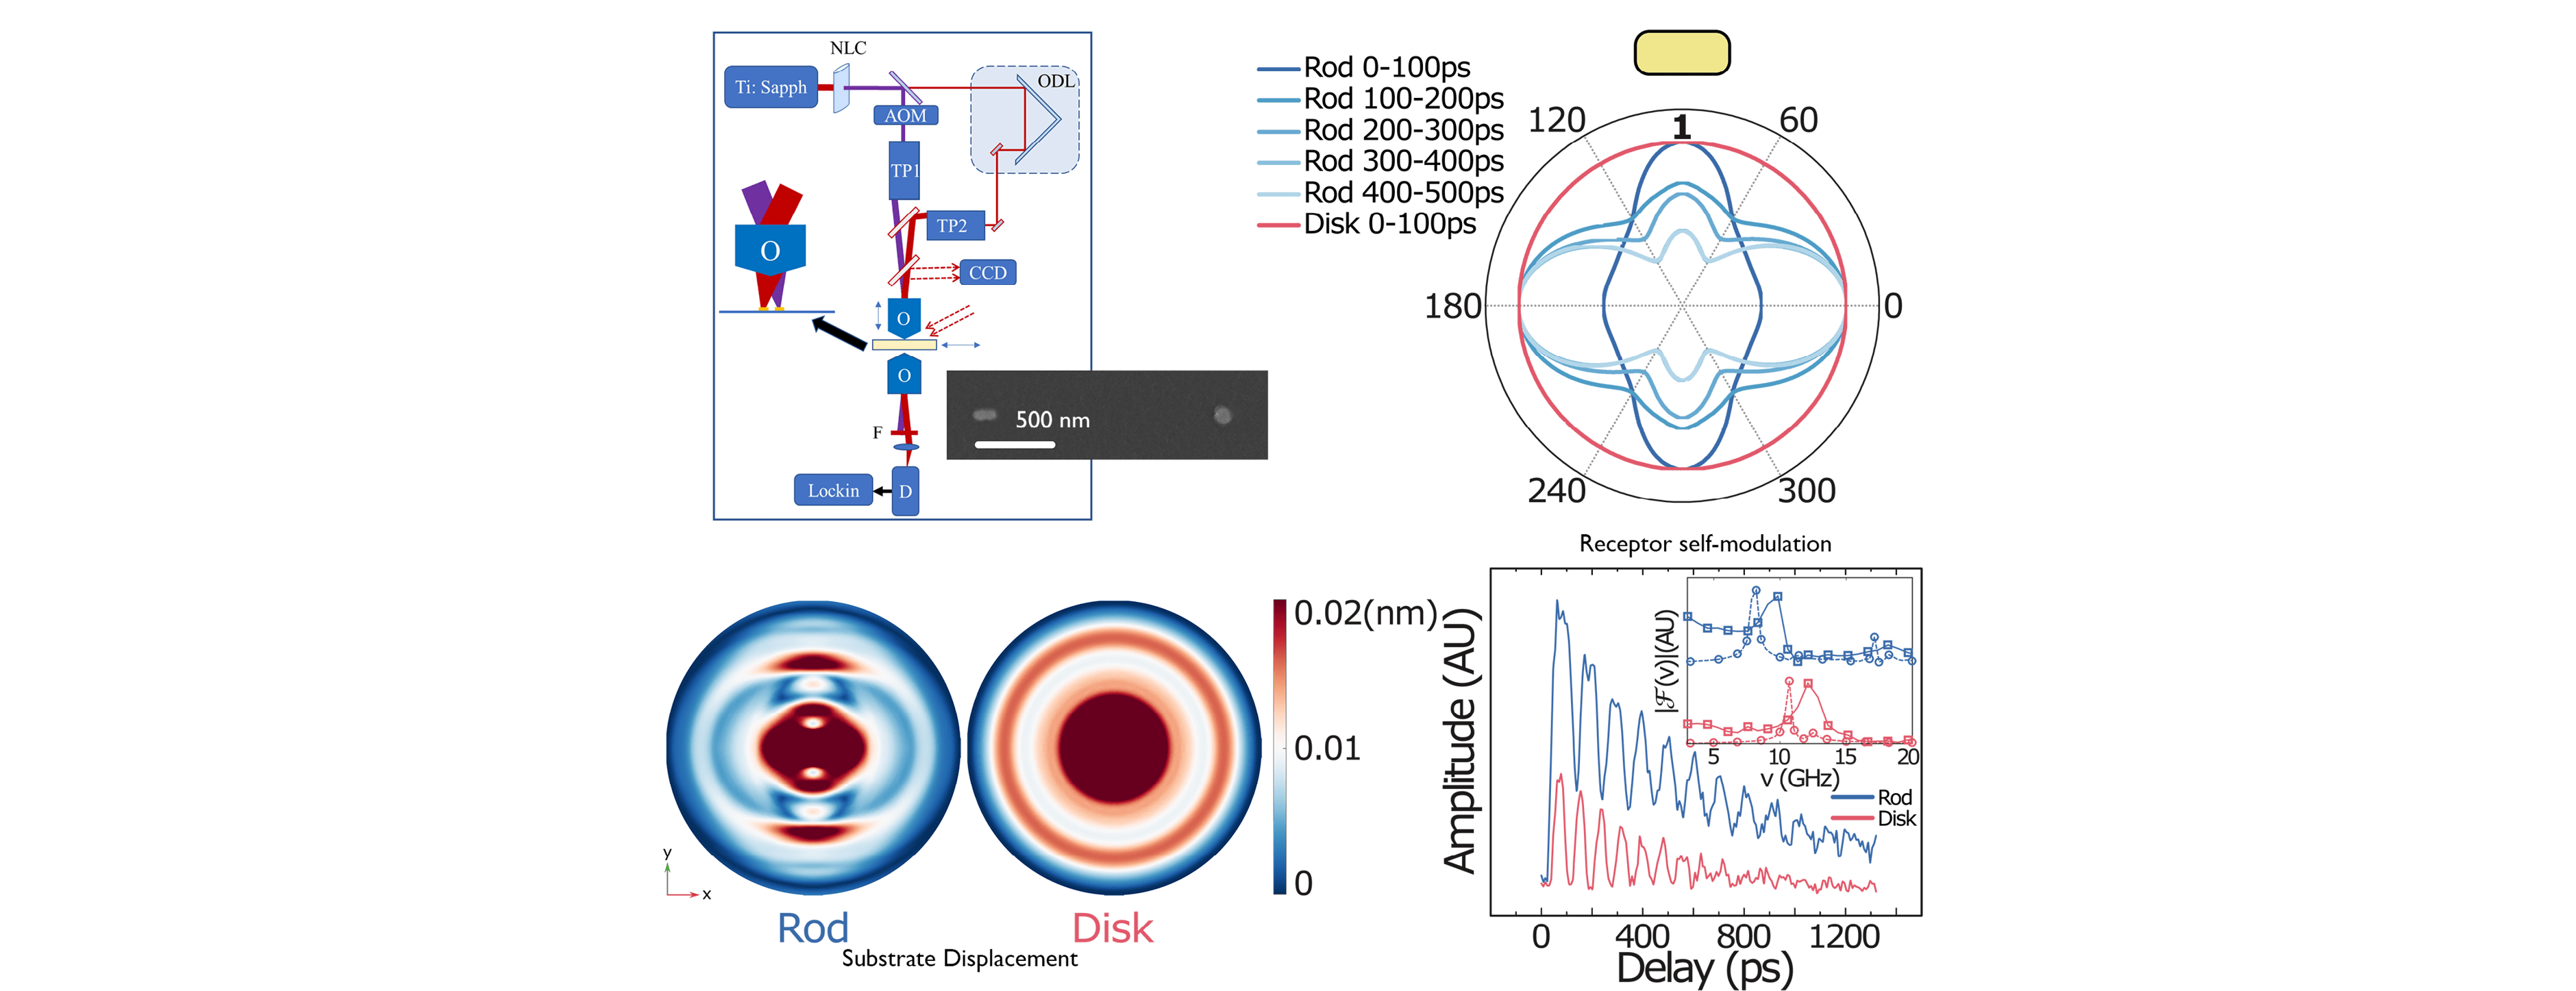 NLC
Ti: Sapph
ODL
AOM
TP1
TP2
O
CCD
O
O
500 nm
F
Lockin
D
Rod 0-100ps
Rod 100-200ps
Rod 200-300ps
Rod 300-400ps
Rod 400-500ps
Disk 0-100ps
120
1
60
180
0
240
300
0.02(nm)
0.01
0
y
x
Rod
Disk
Substrate Displacement
Receptor self-modulation
Amplitude (AU)
|ℱ(ν)|(AU)
5 10 15 20
ν (GHz)
Rod
Disk
0 400 800 1200
Delay (ps)